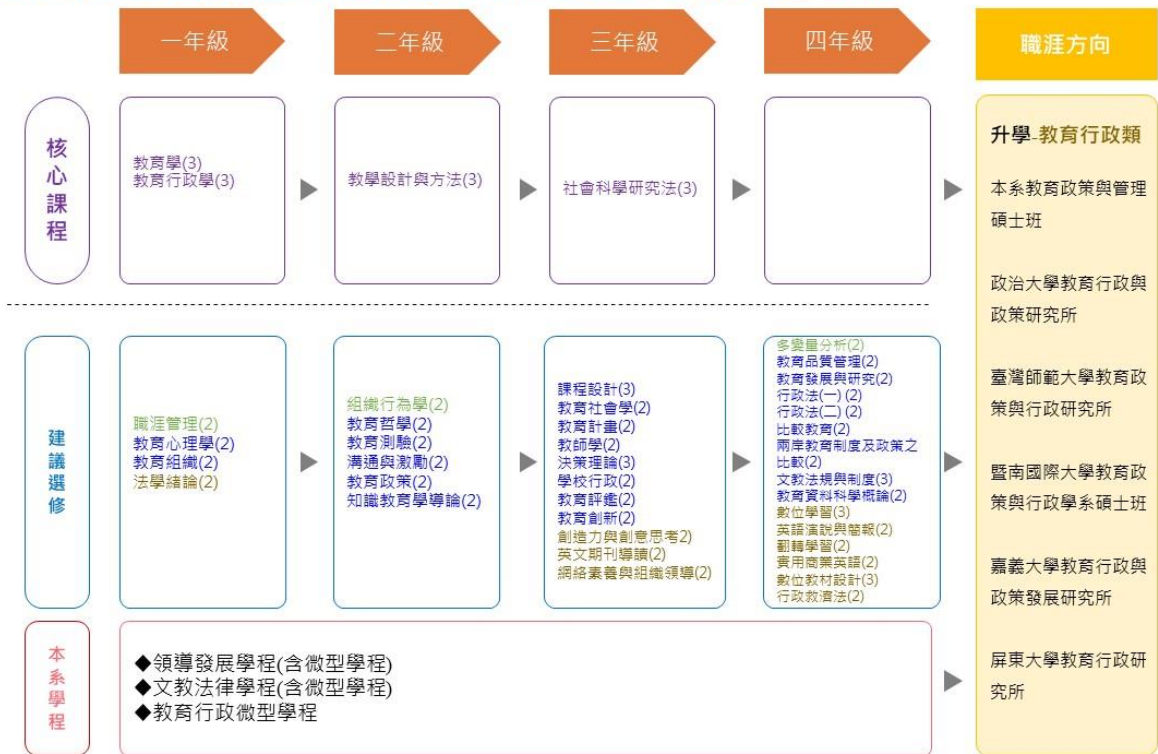 一年級
二年級
三年級
四年級
職涯方向
核心課程
教育學(3)
教育行政學(3)
教學設計與方法(3)
社會科學研究法(3)
建議選修
職涯管理(2)
教育心理學(2)
教育組織(2)
法學緒論(2)
組織行為學(2)
教育哲學(2)
教育測驗(2)
溝通與激勵(2)
教育政策(2)
知識教育學導論(2)
課程設計(3)
教育社會學(2)
教育計畫(2)
教師學(2)
決策理論(3)
學校行政(2)
教育評鑑(2)
教育創新(2)
創造力與創意思考2)
英文期刊導讀(2)
網絡素養與組織領導(2)
多變量分析(2)
教育品質管理(2)
教育發展與研究(2)
行政法(一) (2)
行政法(二) (2)
比較教育(2)
兩岸教育制度及政策之
比較(2)
文教法規與制度(3)
教育資料科學概論(2)
數位學習(3)
英語演說與簡報(2)
翻轉學習(2)
實用商業英語(2)
數位教材設計(3)
行政救濟法(2)
本系學程
◆領導發展學程(含微型學程)
◆文教法律學程(含微型學程)
◆教育行政微型學程
升學-教育行政類
本系教育政策與管理
碩士班
政治大學教育行政與
政策研究所
臺灣師範大學教育政
策與行政研究所
暨南國際大學教育政
策與行政學系碩士班
嘉義大學教育行政與
政策發展研究所
屏東大學教育行政研
究所